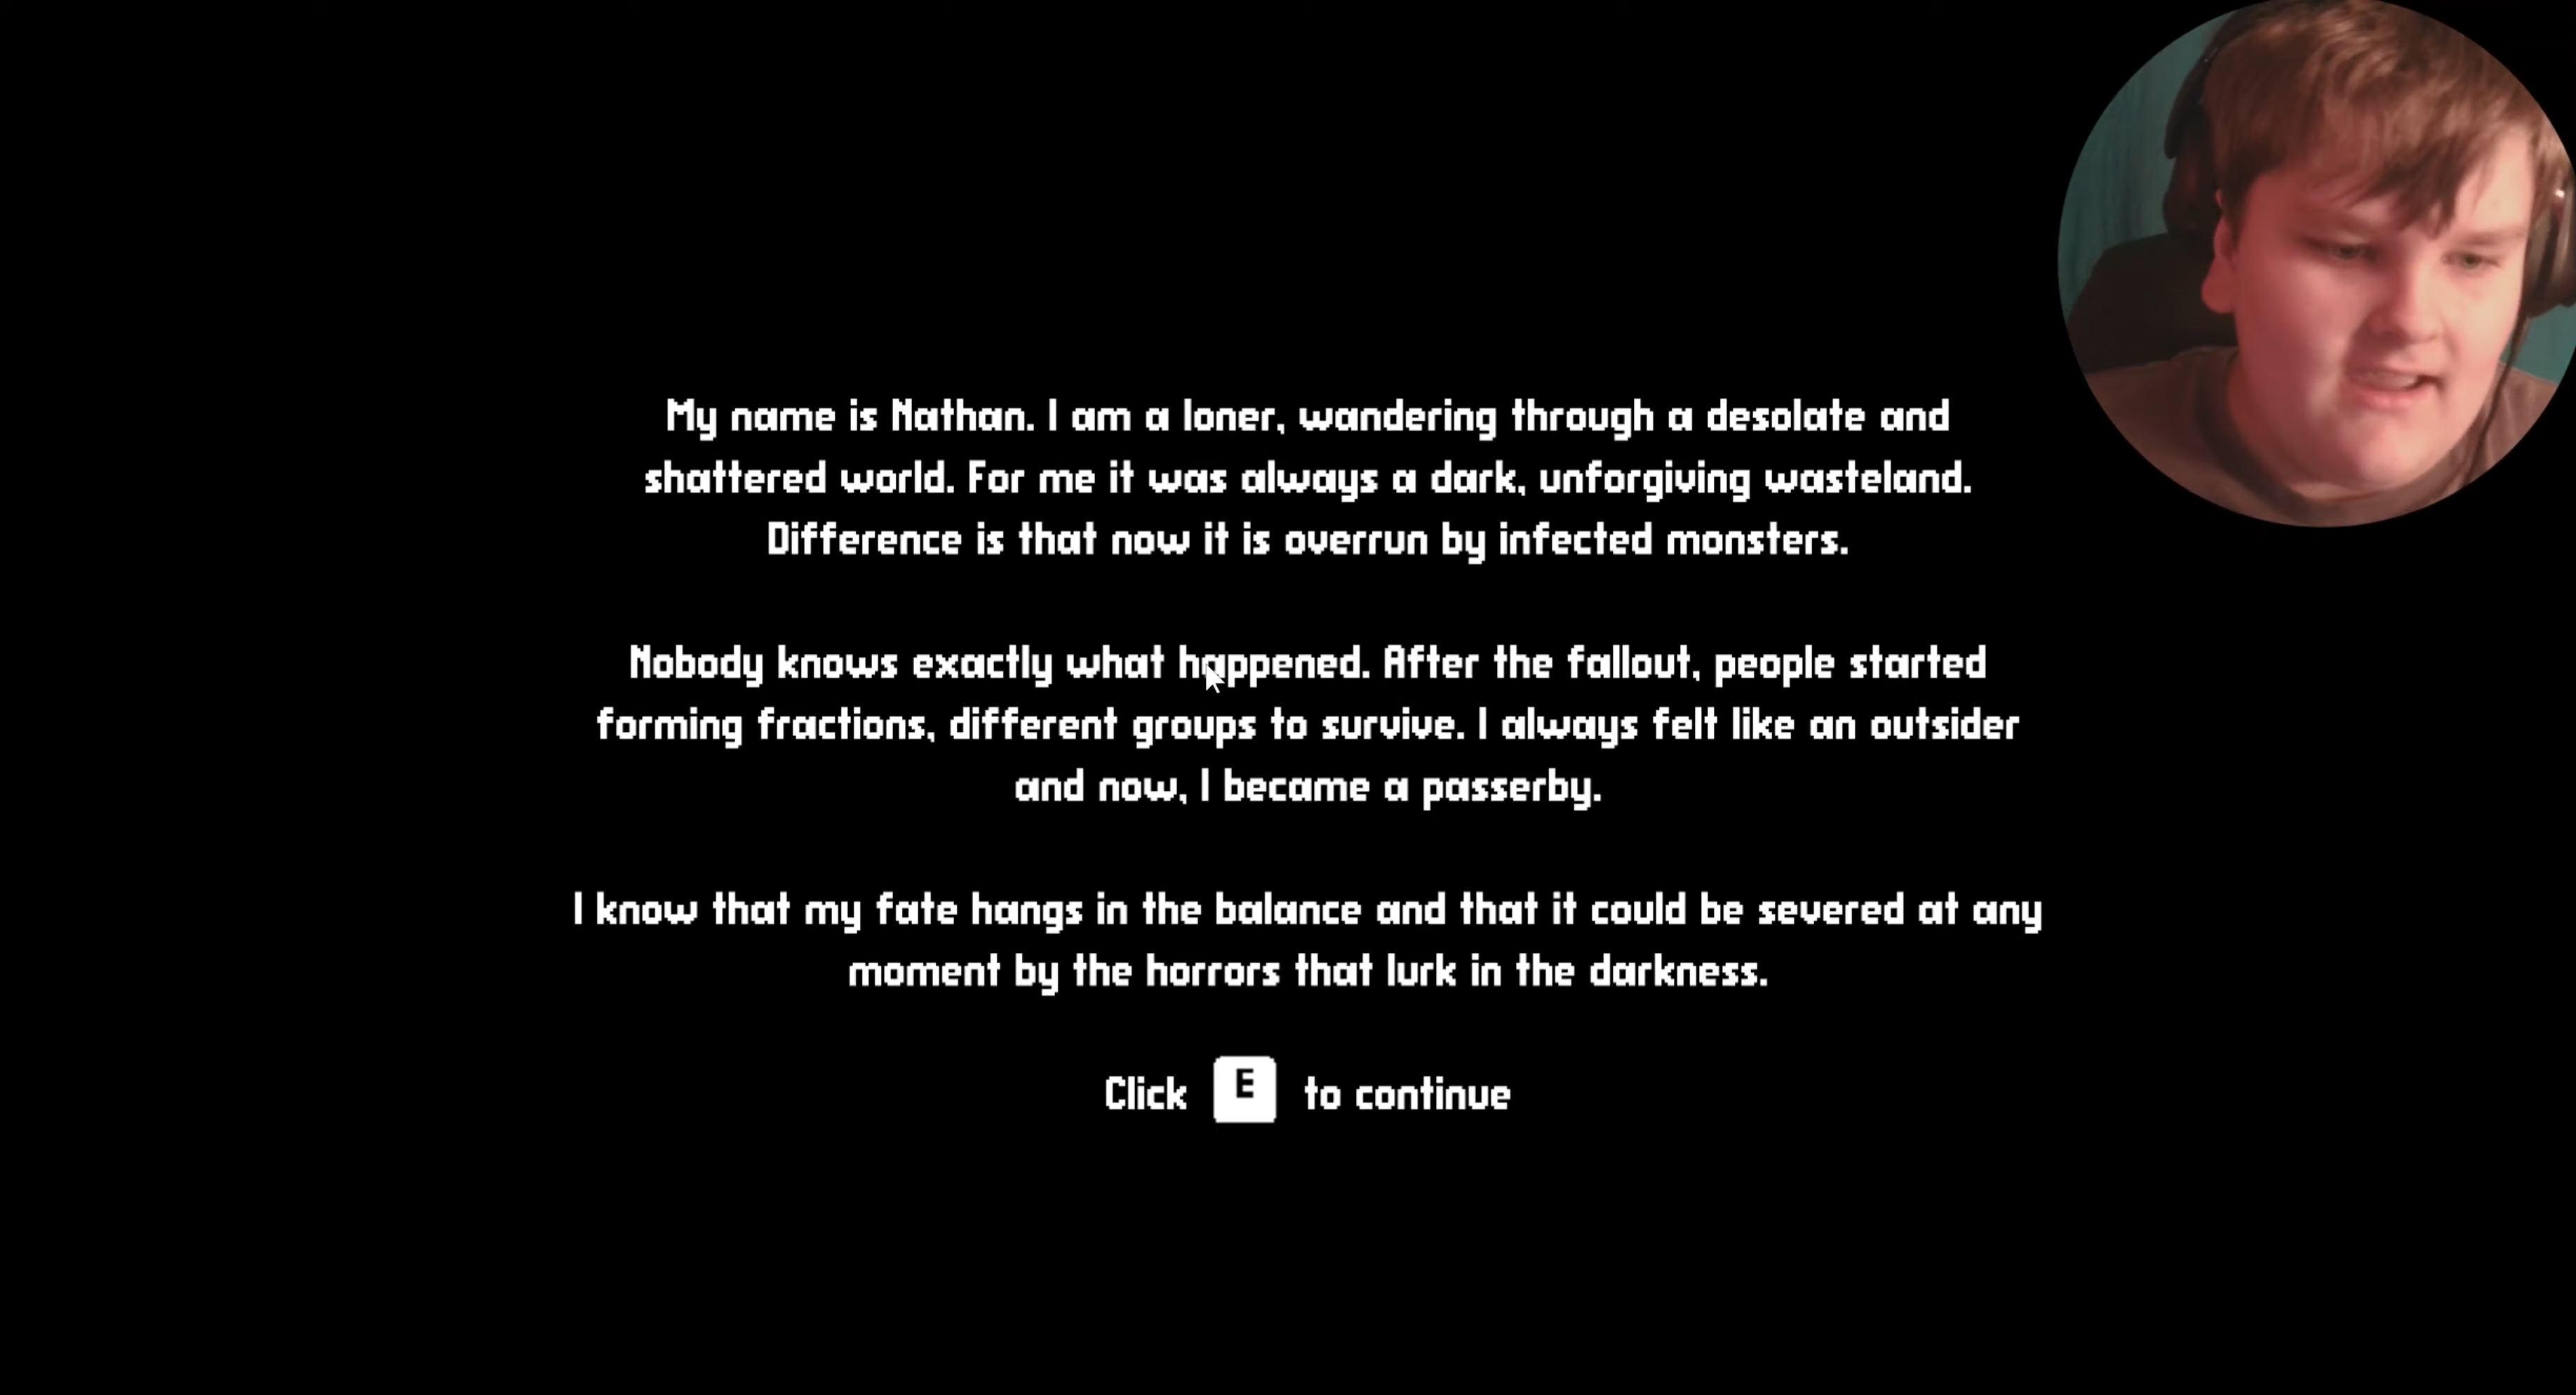 My name is Nathan. I am a loner, wandering through a desolate and
shattered world. For me it was always a dark, unforgiving wasteland.
Difference is that now it is overrun by infected monsters.
Nobody knows exactly what happened. After the fallout, people started
forming fractions, different groups to survive. I always felt like an outsider
and now, I became a passerby.
I know that my fate hangs in the balance and that it could be severed at any
moment by the horrors that lurk in the darkness.
Click E to continue